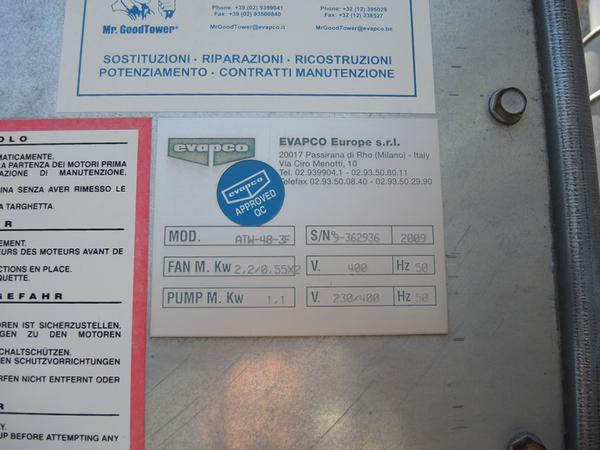 Mr. GoodTower®
Phone: +39 (02) 9399041
Fax: +39 (02) 93500840
MrGoodTower@evapco.it
Phone: +32 (12) 395029
Fax: +32 (12) 238527
MrGoodTower@evapco.be
SOSTITUZIONI · RIPARAZIONI · RICOSTRUZIONI
POTENZIAMENTO · CONTRATTI MANUTENZIONE
OLO
MATICAMENTE.
LA PARTENZA DEI MOTORI PRIMA
AZIONE DI MANUTENZIONE,
INA SENZA AVER RIMESSO LE
A TARGHETTA.
R
EMENT.
EURS DES MOTEURS AVANT DE
CTIONS EN PLACE.
QUETTE.
GEFAHR
OREN IST SICHERZUSTELLEN,
GEN ZU DEN MOTOREN
CHALTSCHÜTZEN.
EN SCHUTZVORRICHTUNGEN
RFEN NICHT ENTFERNT ODER
R
Y.
UP BEFORE ATTEMPTING ANY
evapco
EVAPCO Europe s.r.l.
20017 Passirana di Rho (Milano) - Italy
Via Ciro Menotti, 10
Tel. 02.939904.1 - 02.93.50.80.11
Telefax 02.93.50.08.40 - 02.93.50.29.90
evapco
APPROVED
QC
MOD. ATW-48-3F S/N° 9-362936 2009
FAN M. Kw 2.2/0.55X2 V. 400 Hz 50
PUMP M. Kw 1.1 V. 230/400 Hz 50